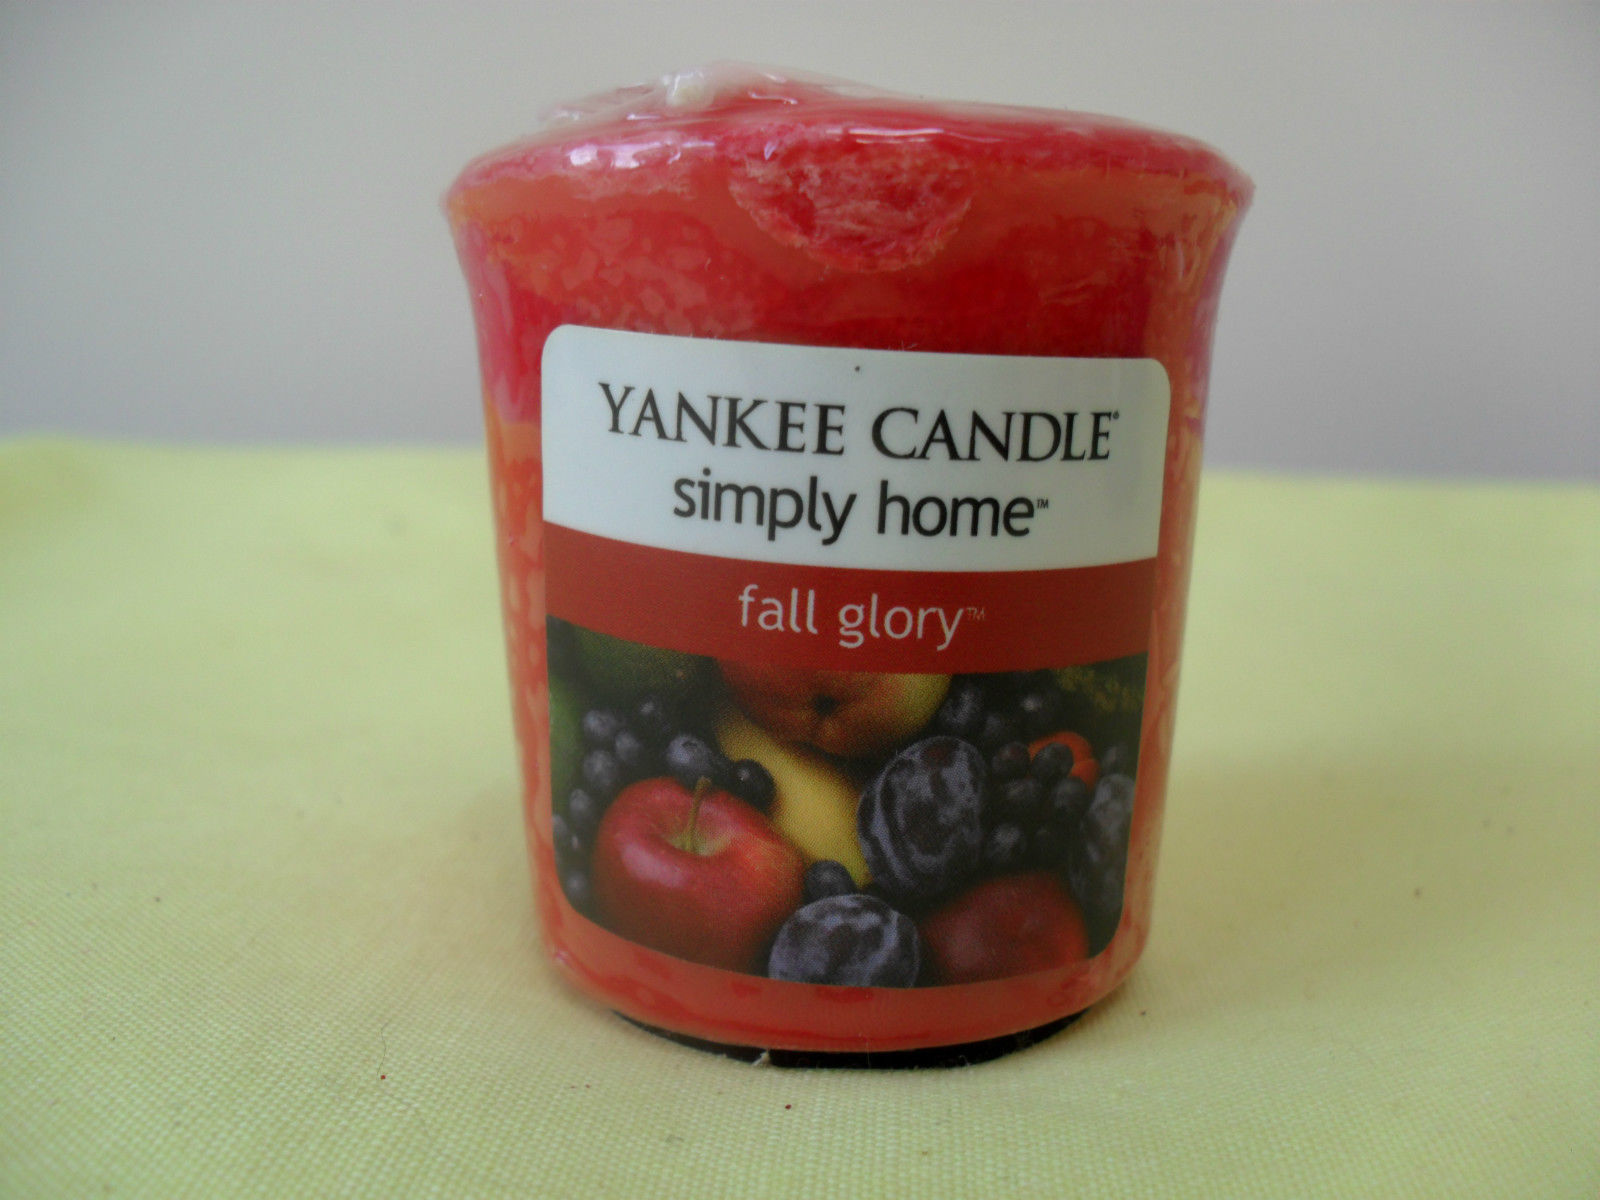 YANKEE CANDLE®
simply home™
fall glory™